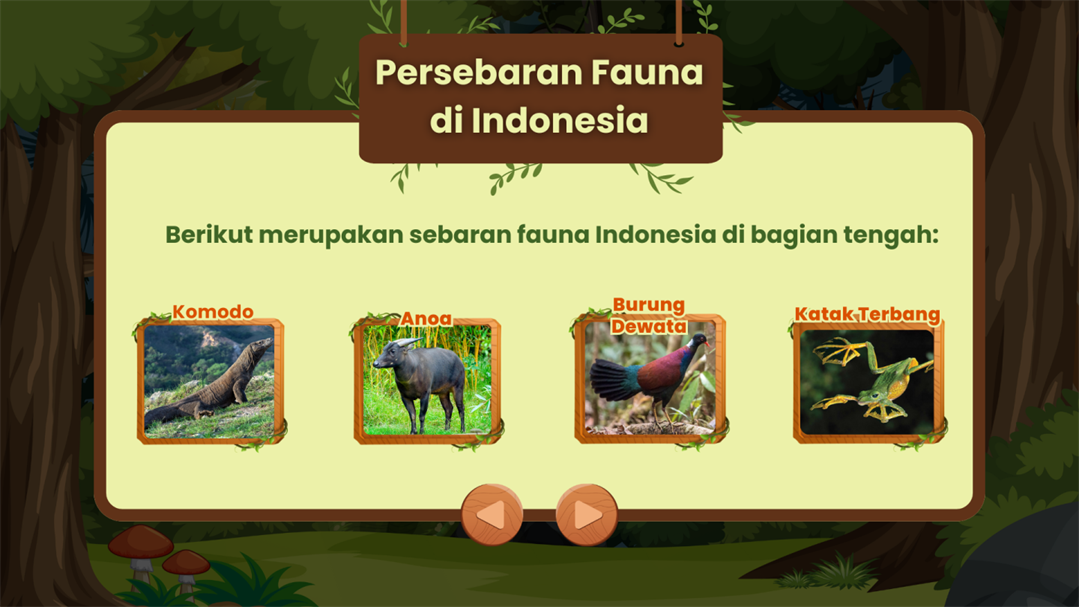 Persebaran Fauna
di Indonesia
Berikut merupakan sebaran fauna Indonesia di bagian tengah:
Komodo
Anoa
Burung
Dewata
Katak Terbang